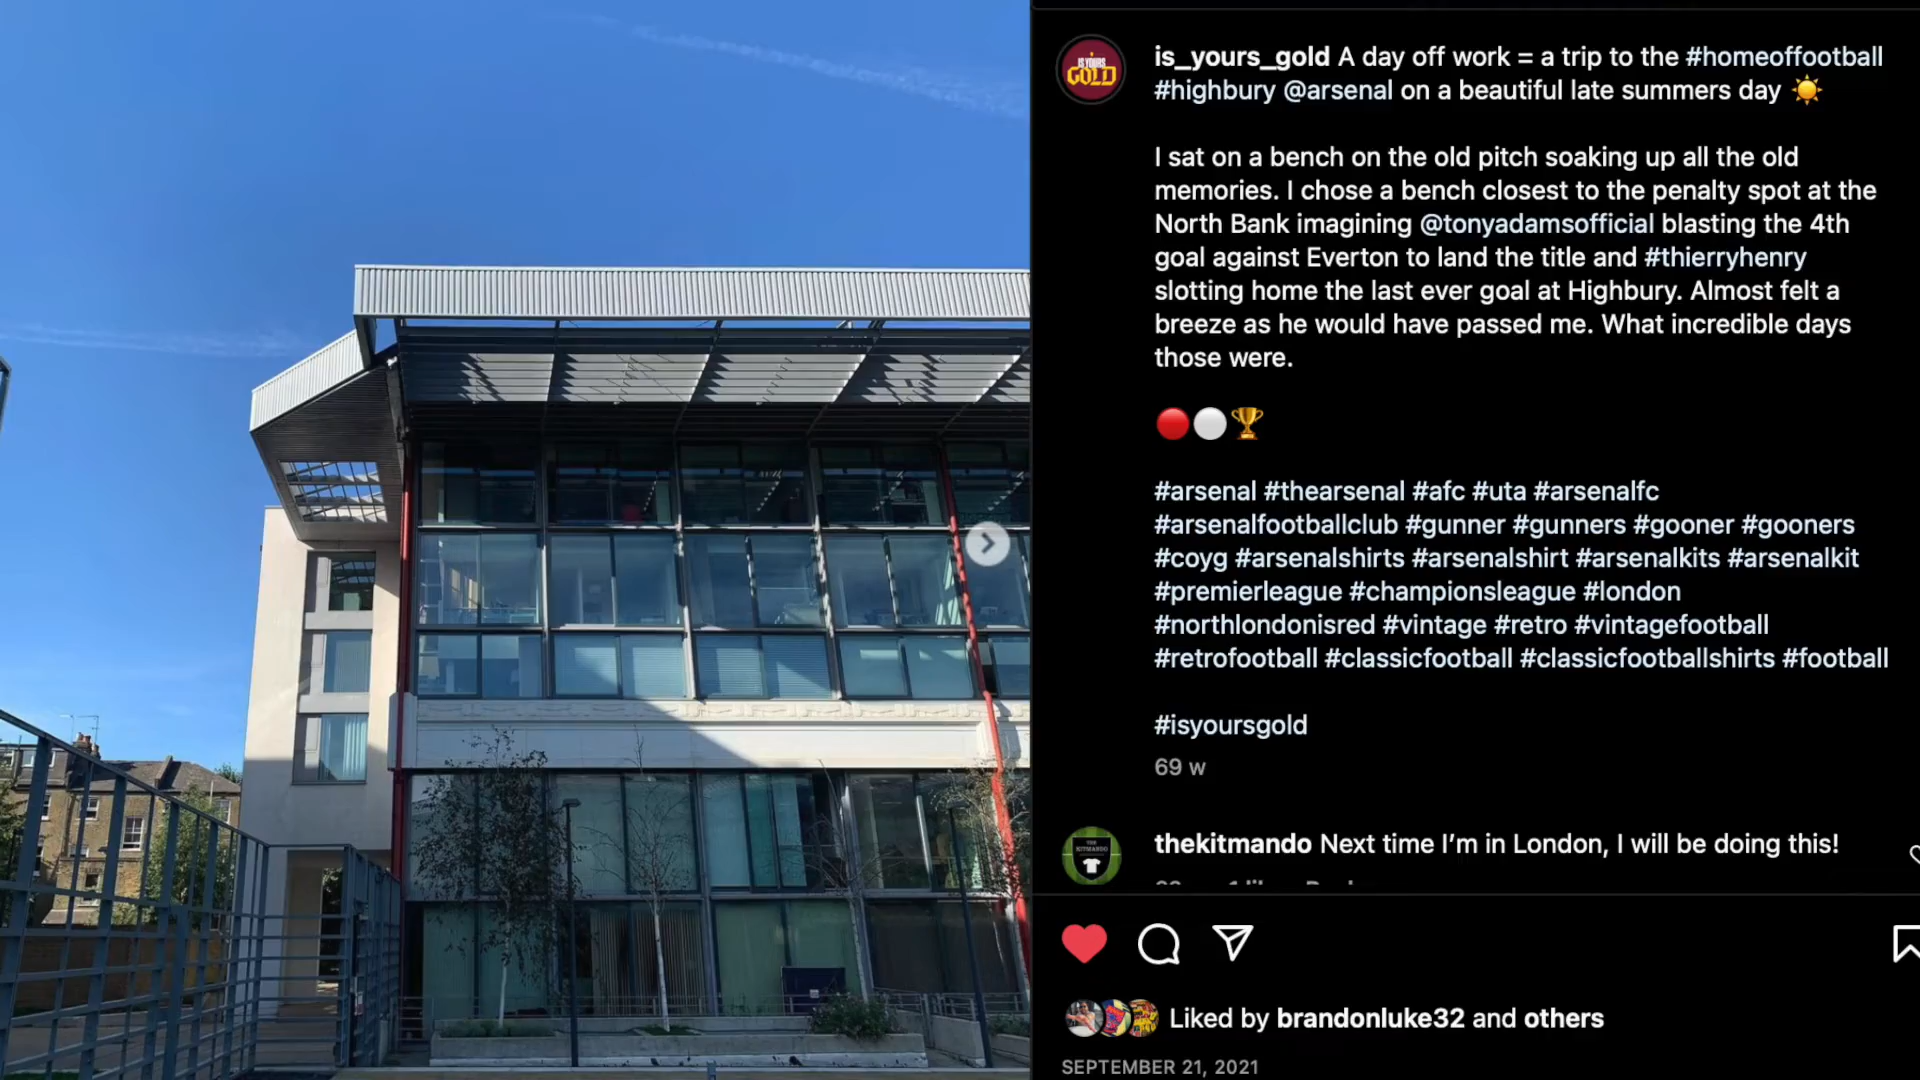 IS YOURS
GOLD
is_yours_gold A day off work = a trip to the #homeoffootball
#highbury @arsenal on a beautiful late summers day ☀️
I sat on a bench on the old pitch soaking up all the old
memories. I chose a bench closest to the penalty spot at the
North Bank imagining @tonyadamsofficial blasting the 4th
goal against Everton to land the title and #thierryhenry
slotting home the last ever goal at Highbury. Almost felt a
breeze as he would have passed me. What incredible days
those were.
🔴⚪🏆
#arsenal #thearsenal #afc #uta #arsenalfc
#arsenalfootballclub #gunner #gunners #gooner #gooners
#coyg #arsenalshirts #arsenalshirt #arsenalkits #arsenalkit
#premierleague #championsleague #london
#northlondonisred #vintage #retro #vintagefootball
#retrofootball #classicfootball #classicfootballshirts #football
#isyoursgold
69 w
THE
KITMANDO
thekitmando Next time I’m in London, I will be doing this!
Liked by brandonluke32 and others
SEPTEMBER 21, 2021